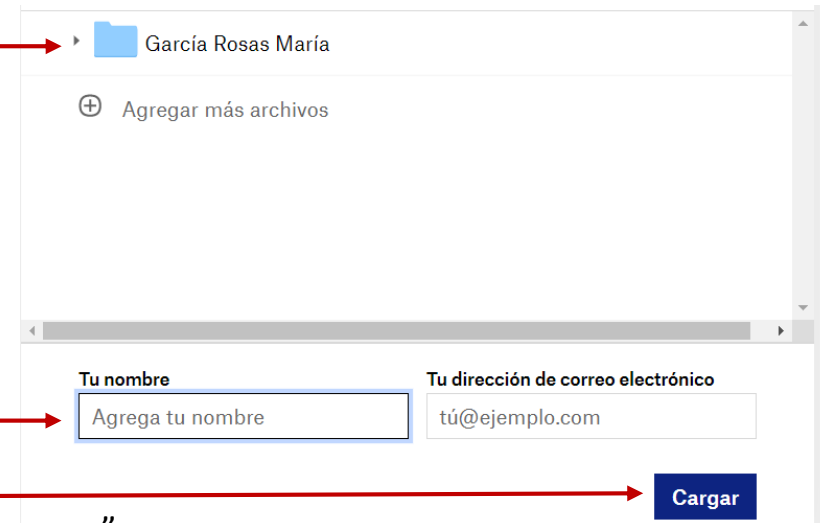 García Rosas María
Agregar más archivos
Tu nombre Tu dirección de correo electrónico
Agrega tu nombre tú@ejemplo.com
Cargar
”